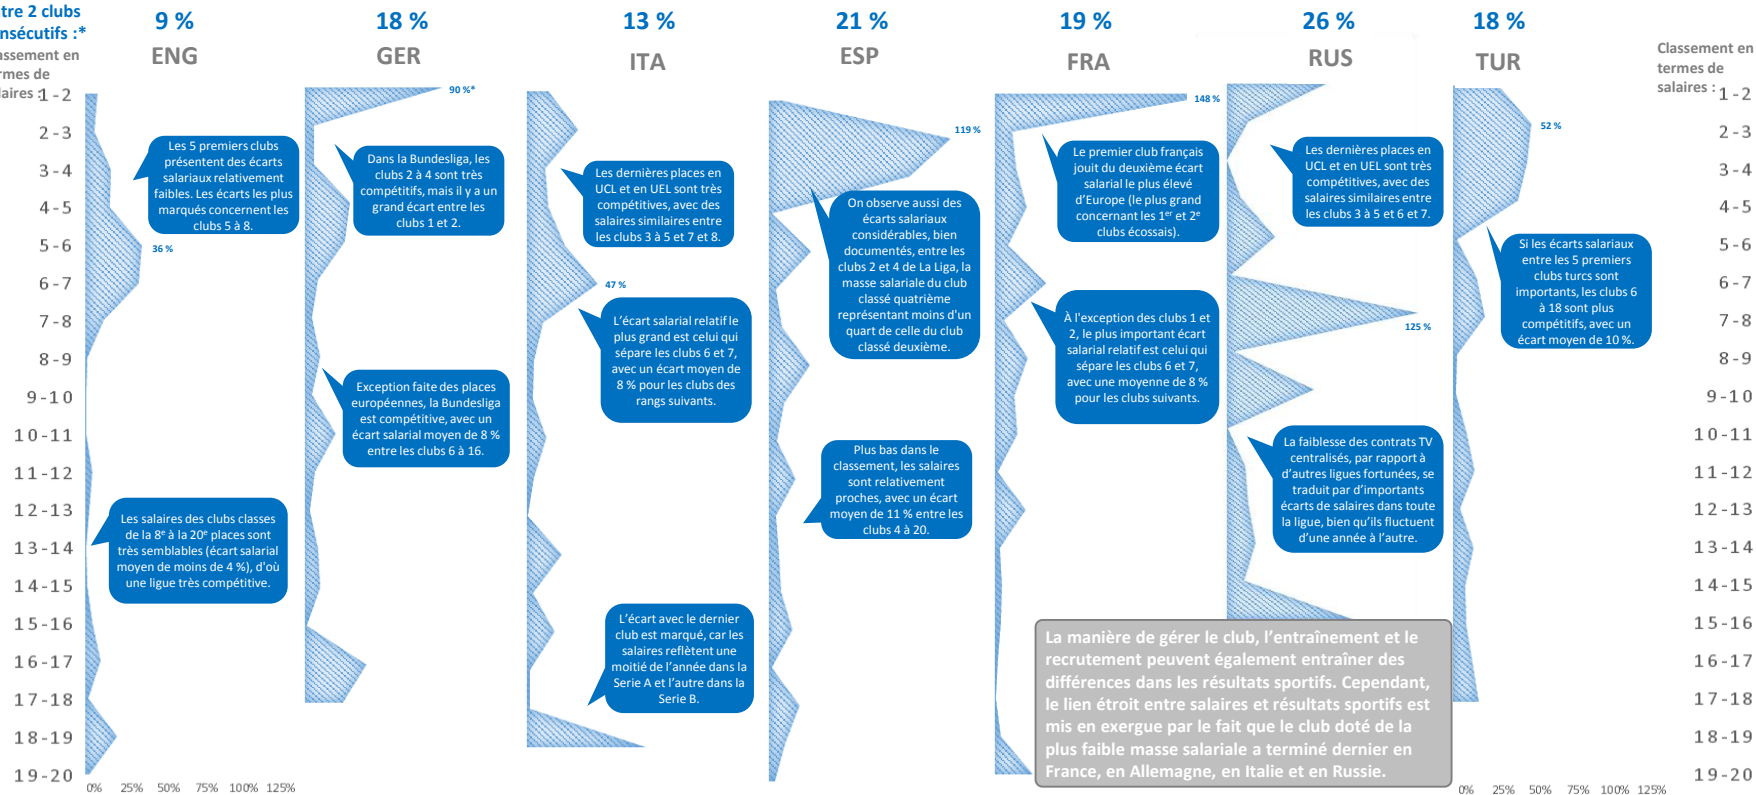 2 clubs
9 %
18 %
13 %
21 %
19 %
26 %
18 %
ENG
GER
ITA
ESP
FRA
RUS
TUR
en
termes de
salaires :
Classement en
termes de
salaires :
1-2
2-3
3-4
4-5
5-6
6-7
7-8
8-9
9-10
10-11
11-12
12-13
13-14
14-15
15-16
16-17
17-18
18-19
19-20
Les 5 premiers clubs
présentent des écarts
salariaux relativement
faibles. Les écarts les plus
marqués concernent les
clubs 5 à 8.
36 %
Les salaires des clubs classes
de la 8e à la 20e places sont
très semblables (écart salarial
moyen de moins de 4 %), d'où
une ligue très compétitive.
0% 25% 50% 75% 100% 125%
90 %*
Dans la Bundesliga, les
clubs 2 à 4 sont très
compétitifs, mais il y a un
grand écart entre les
clubs 1 et 2.
Exception faite des places
européennes, la Bundesliga
est compétitive, avec un
écart salarial moyen de 8 %
entre les clubs 6 à 16.
Les dernières places en
UCL et en UEL sont très
compétitives, avec des
salaires similaires entre
les clubs 3 à 5 et 7 et 8.
47 %
L'écart salarial relatif le
plus grand est celui qui
sépare les clubs 6 et 7,
avec un écart moyen de
8 % pour les clubs des
rangs suivants.
L'écart avec le dernier
club est marqué, car les
salaires reflètent une
moitié de l'année dans la
Serie A et l'autre dans la
Serie B.
119 %
On observe aussi des
écarts salariaux
considérables, bien
documentés, entre les
clubs 2 et 4 de La Liga, la
masse salariale du club
classé quatrième
représentant moins d'un
quart de celle du club
classé deuxième.
Plus bas dans le
classement, les salaires
sont relativement
proches, avec un écart
moyen de 11 % entre les
clubs 4 à 20.
148 %
Le premier club français
jouit du deuxième écart
salarial le plus élevé
d'Europe (le plus grand
concernant les 1er et 2e
clubs écossais).
À l'exception des clubs 1 et
2, le plus important écart
salarial relatif est celui qui
sépare les clubs 6 et 7,
avec une moyenne de 8 %
pour les clubs suivants.
Les dernières places en
UCL et en UEL sont très
compétitives, avec des
salaires similaires entre
les clubs 3 à 5 et 6 et 7.
125 %
La faiblesse des contrats TV
centralisés, par rapport à
d'autres ligues fortunées, se
traduit par d'importants
écarts de salaires dans toute
la ligue, bien qu'ils fluctuent
d'une année à l'autre.
52 %
Si les écarts salariaux
entre les 5 premiers
clubs turcs sont
importants, les clubs 6
à 18 sont plus
compétitifs, avec un
écart moyen de 10 %.
La manière de gérer le club, l'entraînement et le
recrutement peuvent également entraîner des
différences dans les résultats sportifs. Cependant,
le lien étroit entre salaires et résultats sportifs est
mis en exergue par le fait que le club doté de la
plus faible masse salariale a terminé dernier en
France, en Allemagne, en Italie et en Russie.
1-2
2-3
3-4
4-5
5-6
6-7
7-8
8-9
9-10
10-11
11-12
12-13
13-14
14-15
15-16
16-17
17-18
18-19
19-20
0% 25% 50% 75% 100% 125%